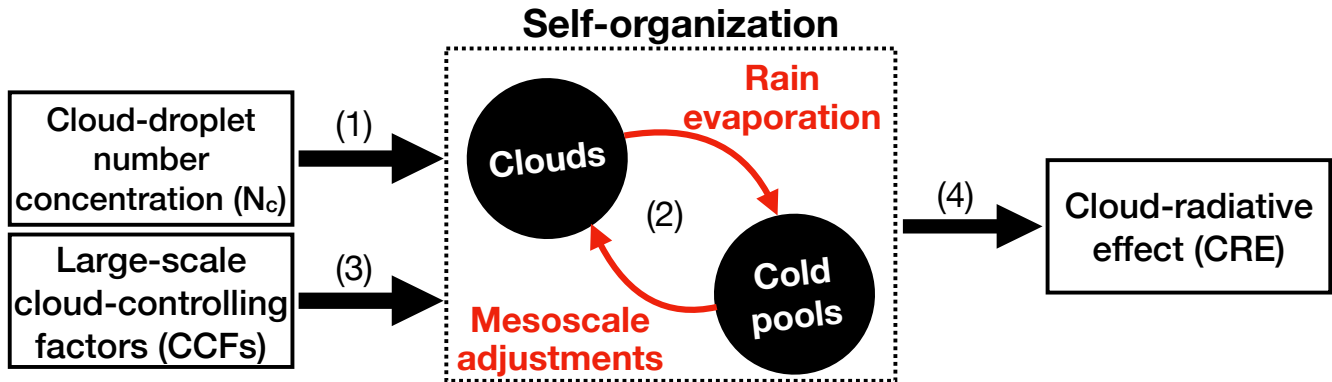 Self-organization
Cloud-droplet
number
concentration (Nc)
(1)
Large-scale
cloud-controlling
factors (CCFs)
(3)
Clouds
Rain
evaporation
(2)
Cold
pools
Mesoscale
adjustments
(4)
Cloud-radiative
effect (CRE)